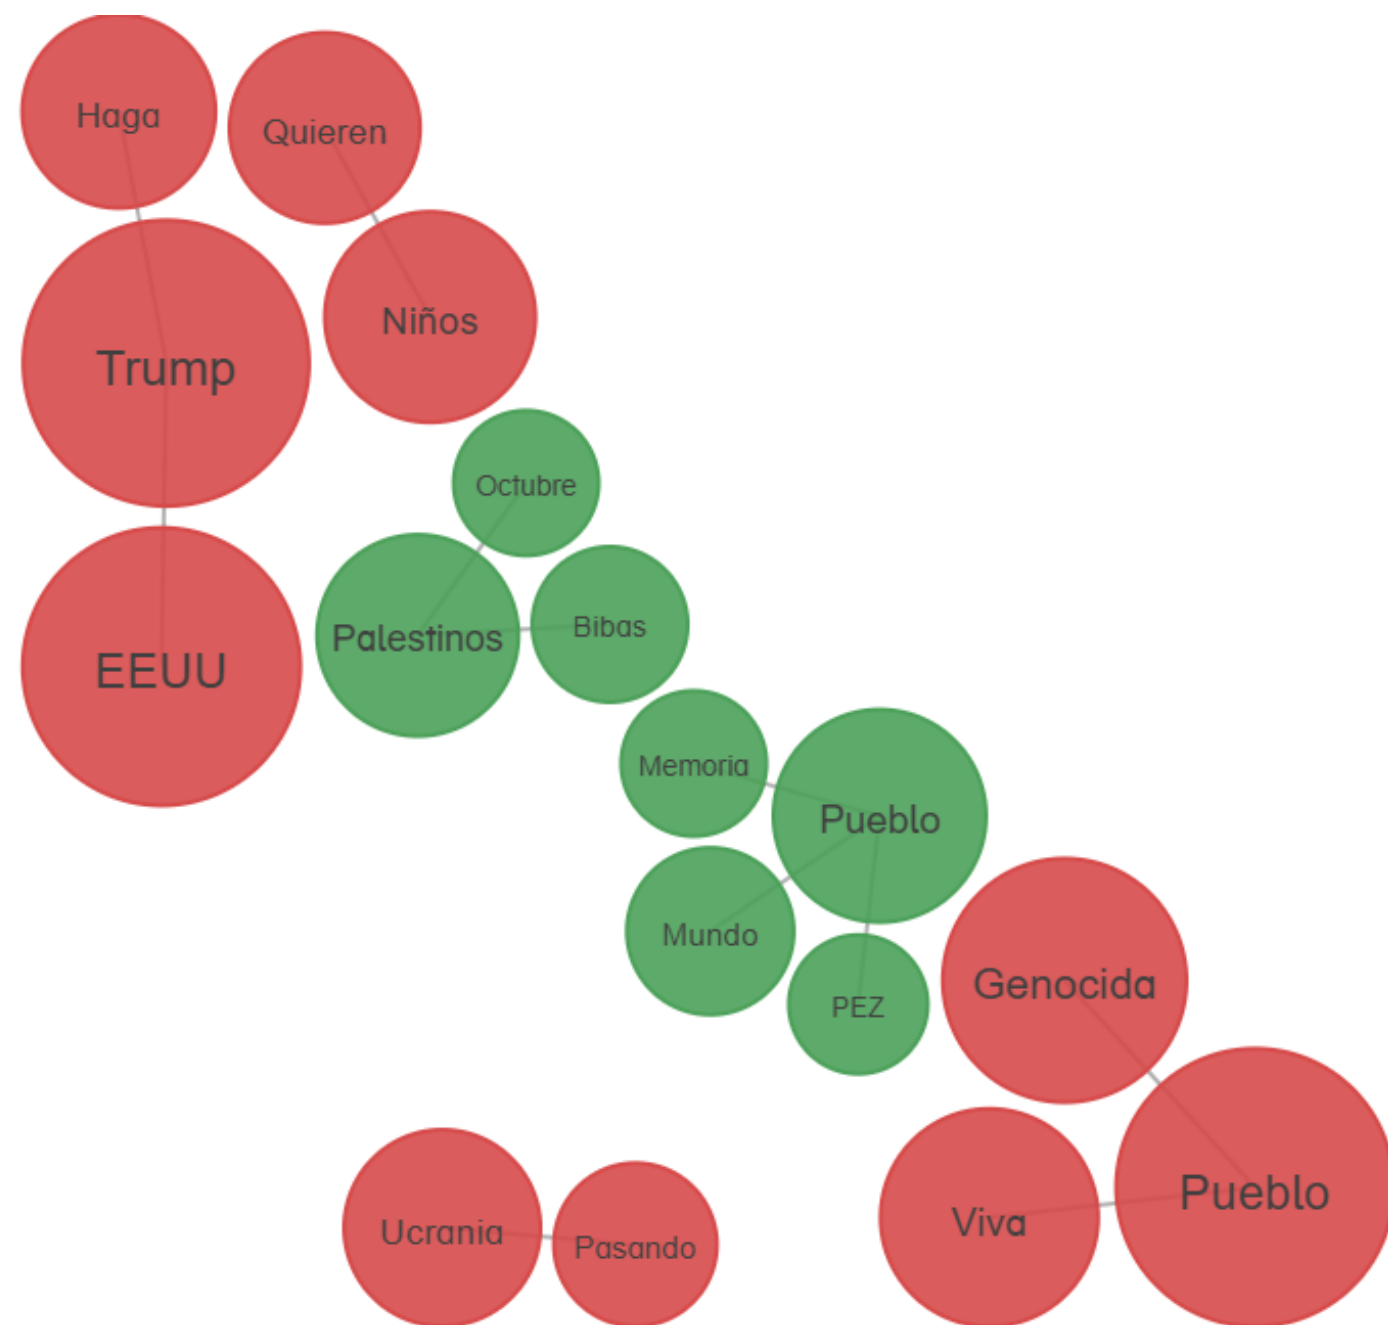 Haga
Quieren
Niños
Trump
Octubre
Palestinos
Bibas
EEUU
Memoria
Pueblo
Mundo
PEZ
Genocida
Pueblo
Viva
Ucrania
Pasando